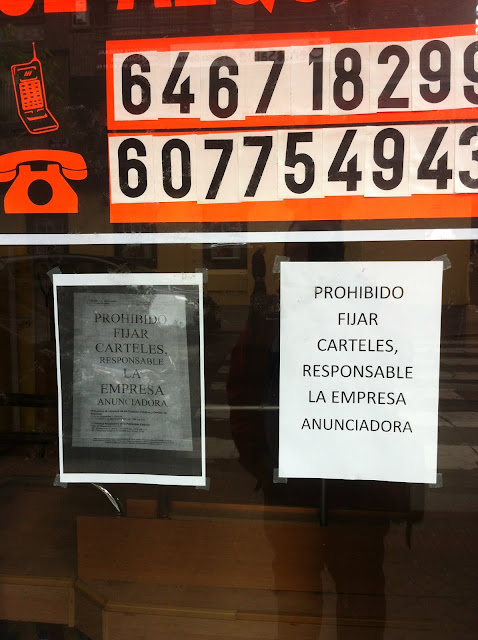 646718299
607754943
PROHIBIDO
FIJAR
CARTELES,
RESPONSABLE
LA
EMPRESA
ANUNCIADORA
PROHIBIDO
FIJAR
CARTELES,
RESPONSABLE
LA EMPRESA
ANUNCIADORA